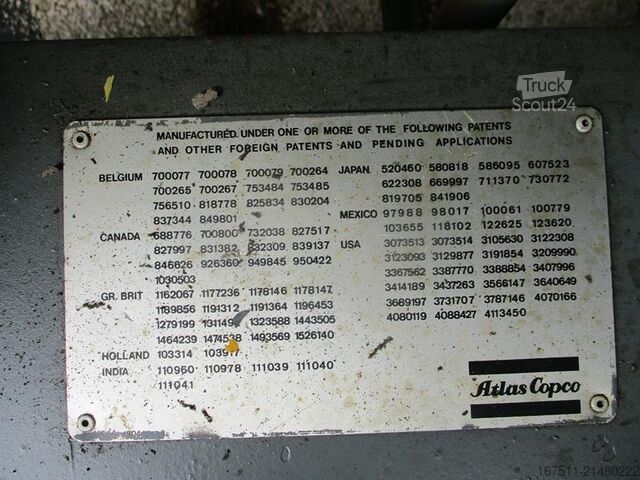 Truck
Scout24
MANUFACTURED UNDER ONE OR MORE OF THE FOLLOWING PATENTS
AND OTHER FOREIGN PATENTS AND PENDING APPLICATIONS
BELGIUM 700077 700078 700079 700264
700265 700267 753484 753485
756510 818778 825834 830204
837344 849801
CANADA 688776 700800 732038 827517
827997 831382 832309 839137
846626 926360 949845 950422
1030503
GR. BRIT 1162067 1177236 1178146 1178147
1189856 1191312 1191364 1196453
1279199 1311494 1323588 1443505
1464239 1474538 1493569 1526140
HOLLAND 103314 103917
INDIA 110960 110978 111039 111040
111041
JAPAN 520460 580818 586095 607523
622308 669997 711370 730772
819705 841906
MEXICO 97988 98017 100061 100779
103655 118102 122625 123620
USA 3073513 3073514 3105630 3122308
3123093 3129877 3191854 3209990
3367562 3387770 3388854 3407996
3414189 3437263 3566147 3640649
3689197 3731707 3787146 4070166
4080119 4088427 4113450
Atlas Copco
167511-21480222